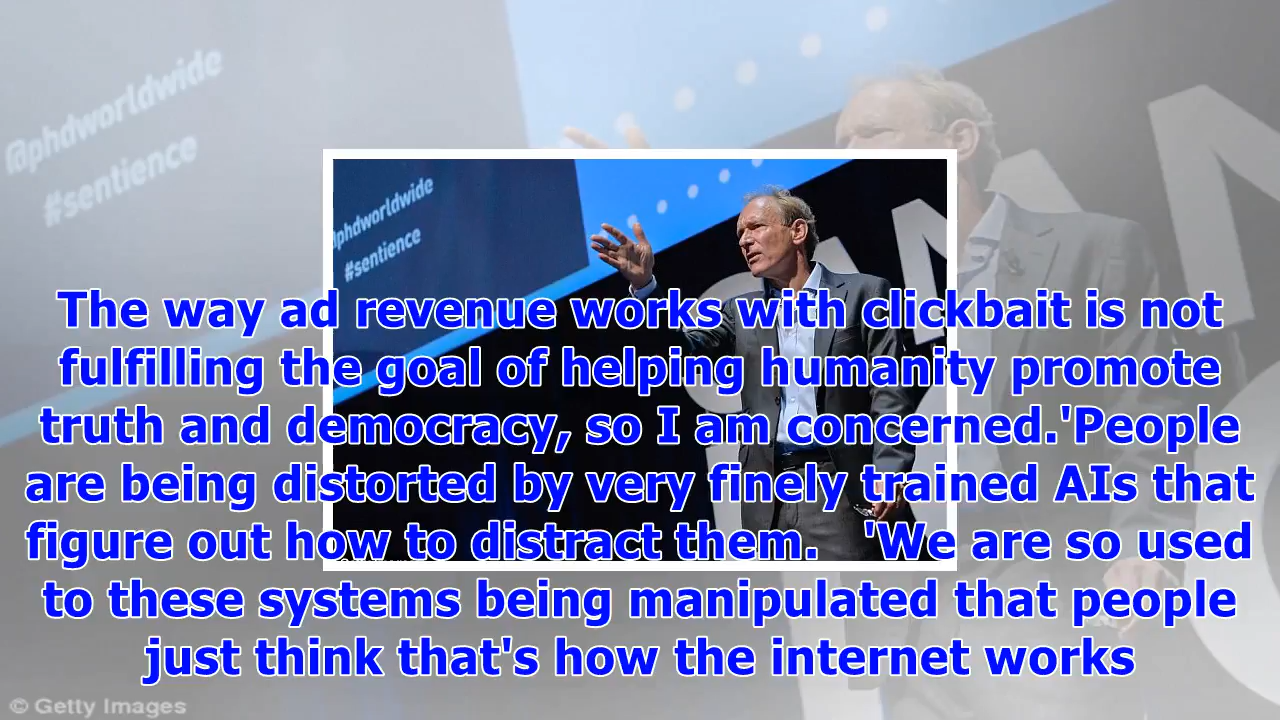 @phdworldwide
#sentience
phdworldwide
#sentience
The way ad revenue works with clickbait is not
fulfilling the goal of helping humanity promote
truth and democracy, so I am concerned.'People
are being distorted by very finely trained AIs that
figure out how to distract them.   'We are so used
to these systems being manipulated that people
just think that's how the internet works
© Getty Images